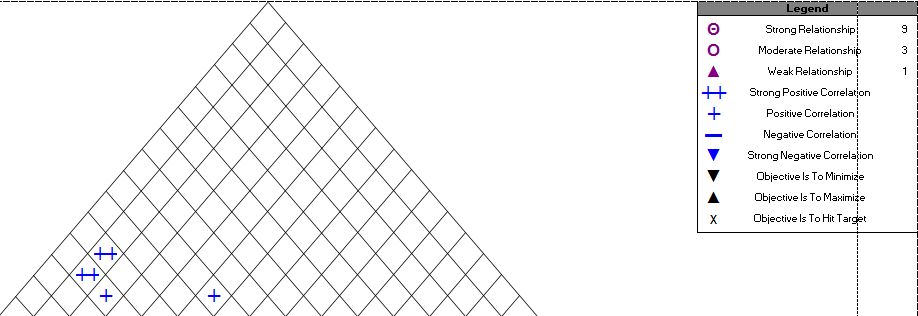 Legend
Strong Relationship 9
Moderate Relationship 3
Weak Relationship 1
Strong Positive Correlation
Positive Correlation
Negative Correlation
Strong Negative Correlation
Objective Is To Minimize
Objective Is To Maximize
x Objective Is To Hit Target